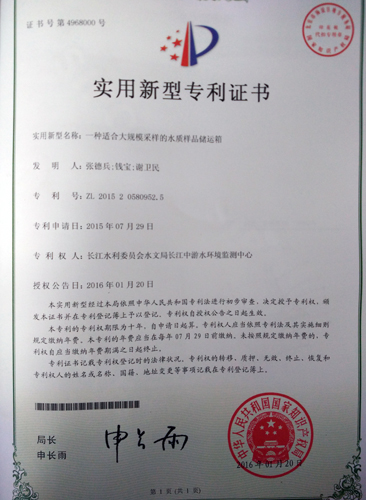 证书号第4968000号
实用新型专利证书
实用新型名称：一种适合大规模采样的水质样品储运箱
发 明 人：张德兵;钱宝;谢卫民
专 利 号：ZL 2015 2 0580952.5
专利申请日：2015年07月29日
专 利 权 人：长江水利委员会水文局长江中游水环境监测中心
授权公告日：2016年01月20日
本实用新型经过本局依照中华人民共和国专利法进行初步审查，决定授予专利权，颁
发本证书并在专利登记簿上予以登记。专利权自授权公告之日起生效。
本专利的专利权期限为十年，自申请日起算。专利权人应当依照专利法及其实施细则
规定缴纳年费。本专利的年费应当在每年07月29日前缴纳。未按照规定缴纳年费的，专利
权自应当缴纳年费期满之日起终止。
专利证书记载专利权登记时的法律状况。专利权的转移、质押、无效、终止、恢复和
专利权人的姓名或名称、国籍、地址变更等事项记载在专利登记簿上。
局长
申长雨
申长雨
中华人民共和国国家知识产权局
2016年01月20日
第1页(共1页)